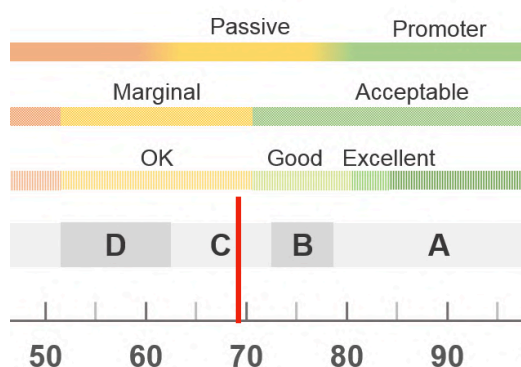 Passive Promoter
Marginal Acceptable
OK Good Excellent
D C B A
50 60 70 80 90